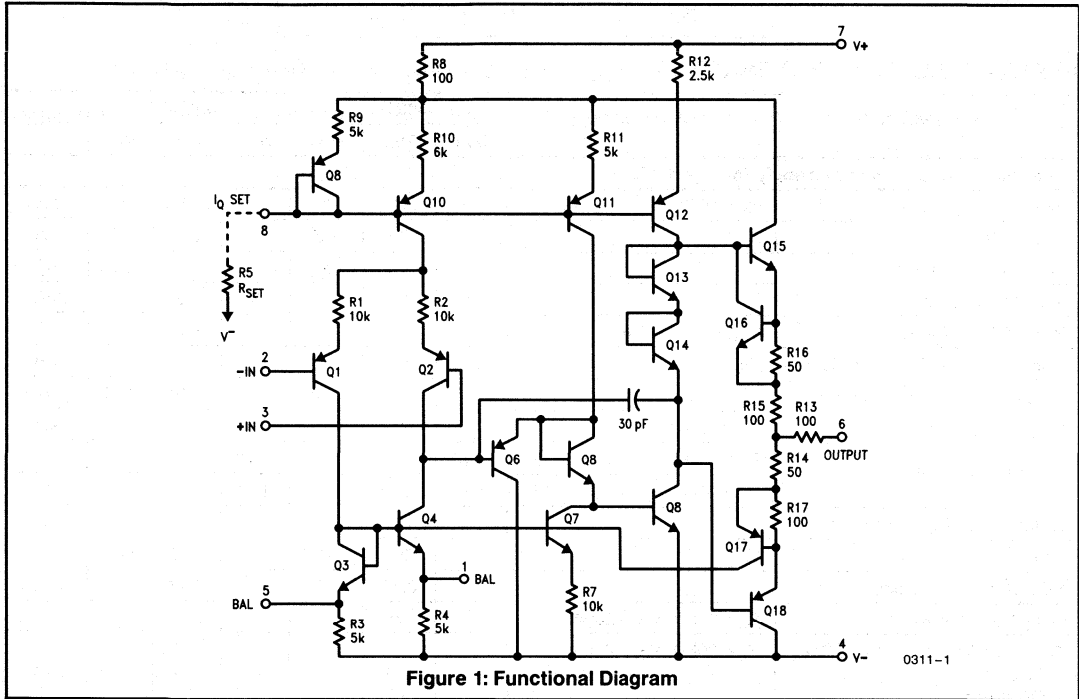 7
V+
R8
100
R12
2.5k
R9
5k
R10
6k
R11
5k
Q8
IQ SET
8
Q10
Q11
Q12
Q15
R5
RSET
V−
O13
R1
10k
R2
10k
Q16
Q14
R16
50
2
−IN
Q1
Q2
R15
100
R13
100
6
OUTPUT
3
+IN
30 pF
R14
50
Q6
Q8
Q4
Q7
Q8
R17
100
Q17
Q3
1
BAL
5
BAL
R3
5k
R4
5k
R7
10k
Q18
4
V−
0311–1
Figure 1: Functional Diagram